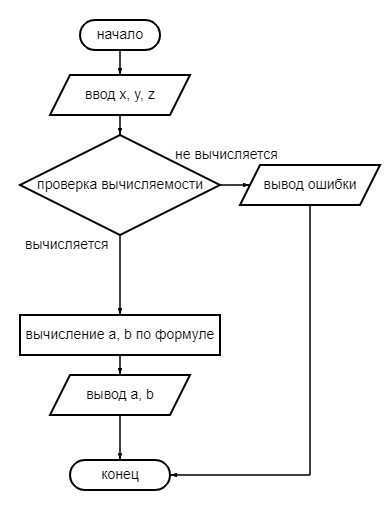 начало
ввод x, y, z
не вычисляется
проверка вычисляемости
вывод ошибки
вычисляется
вычисление a, b по формуле
вывод a, b
конец